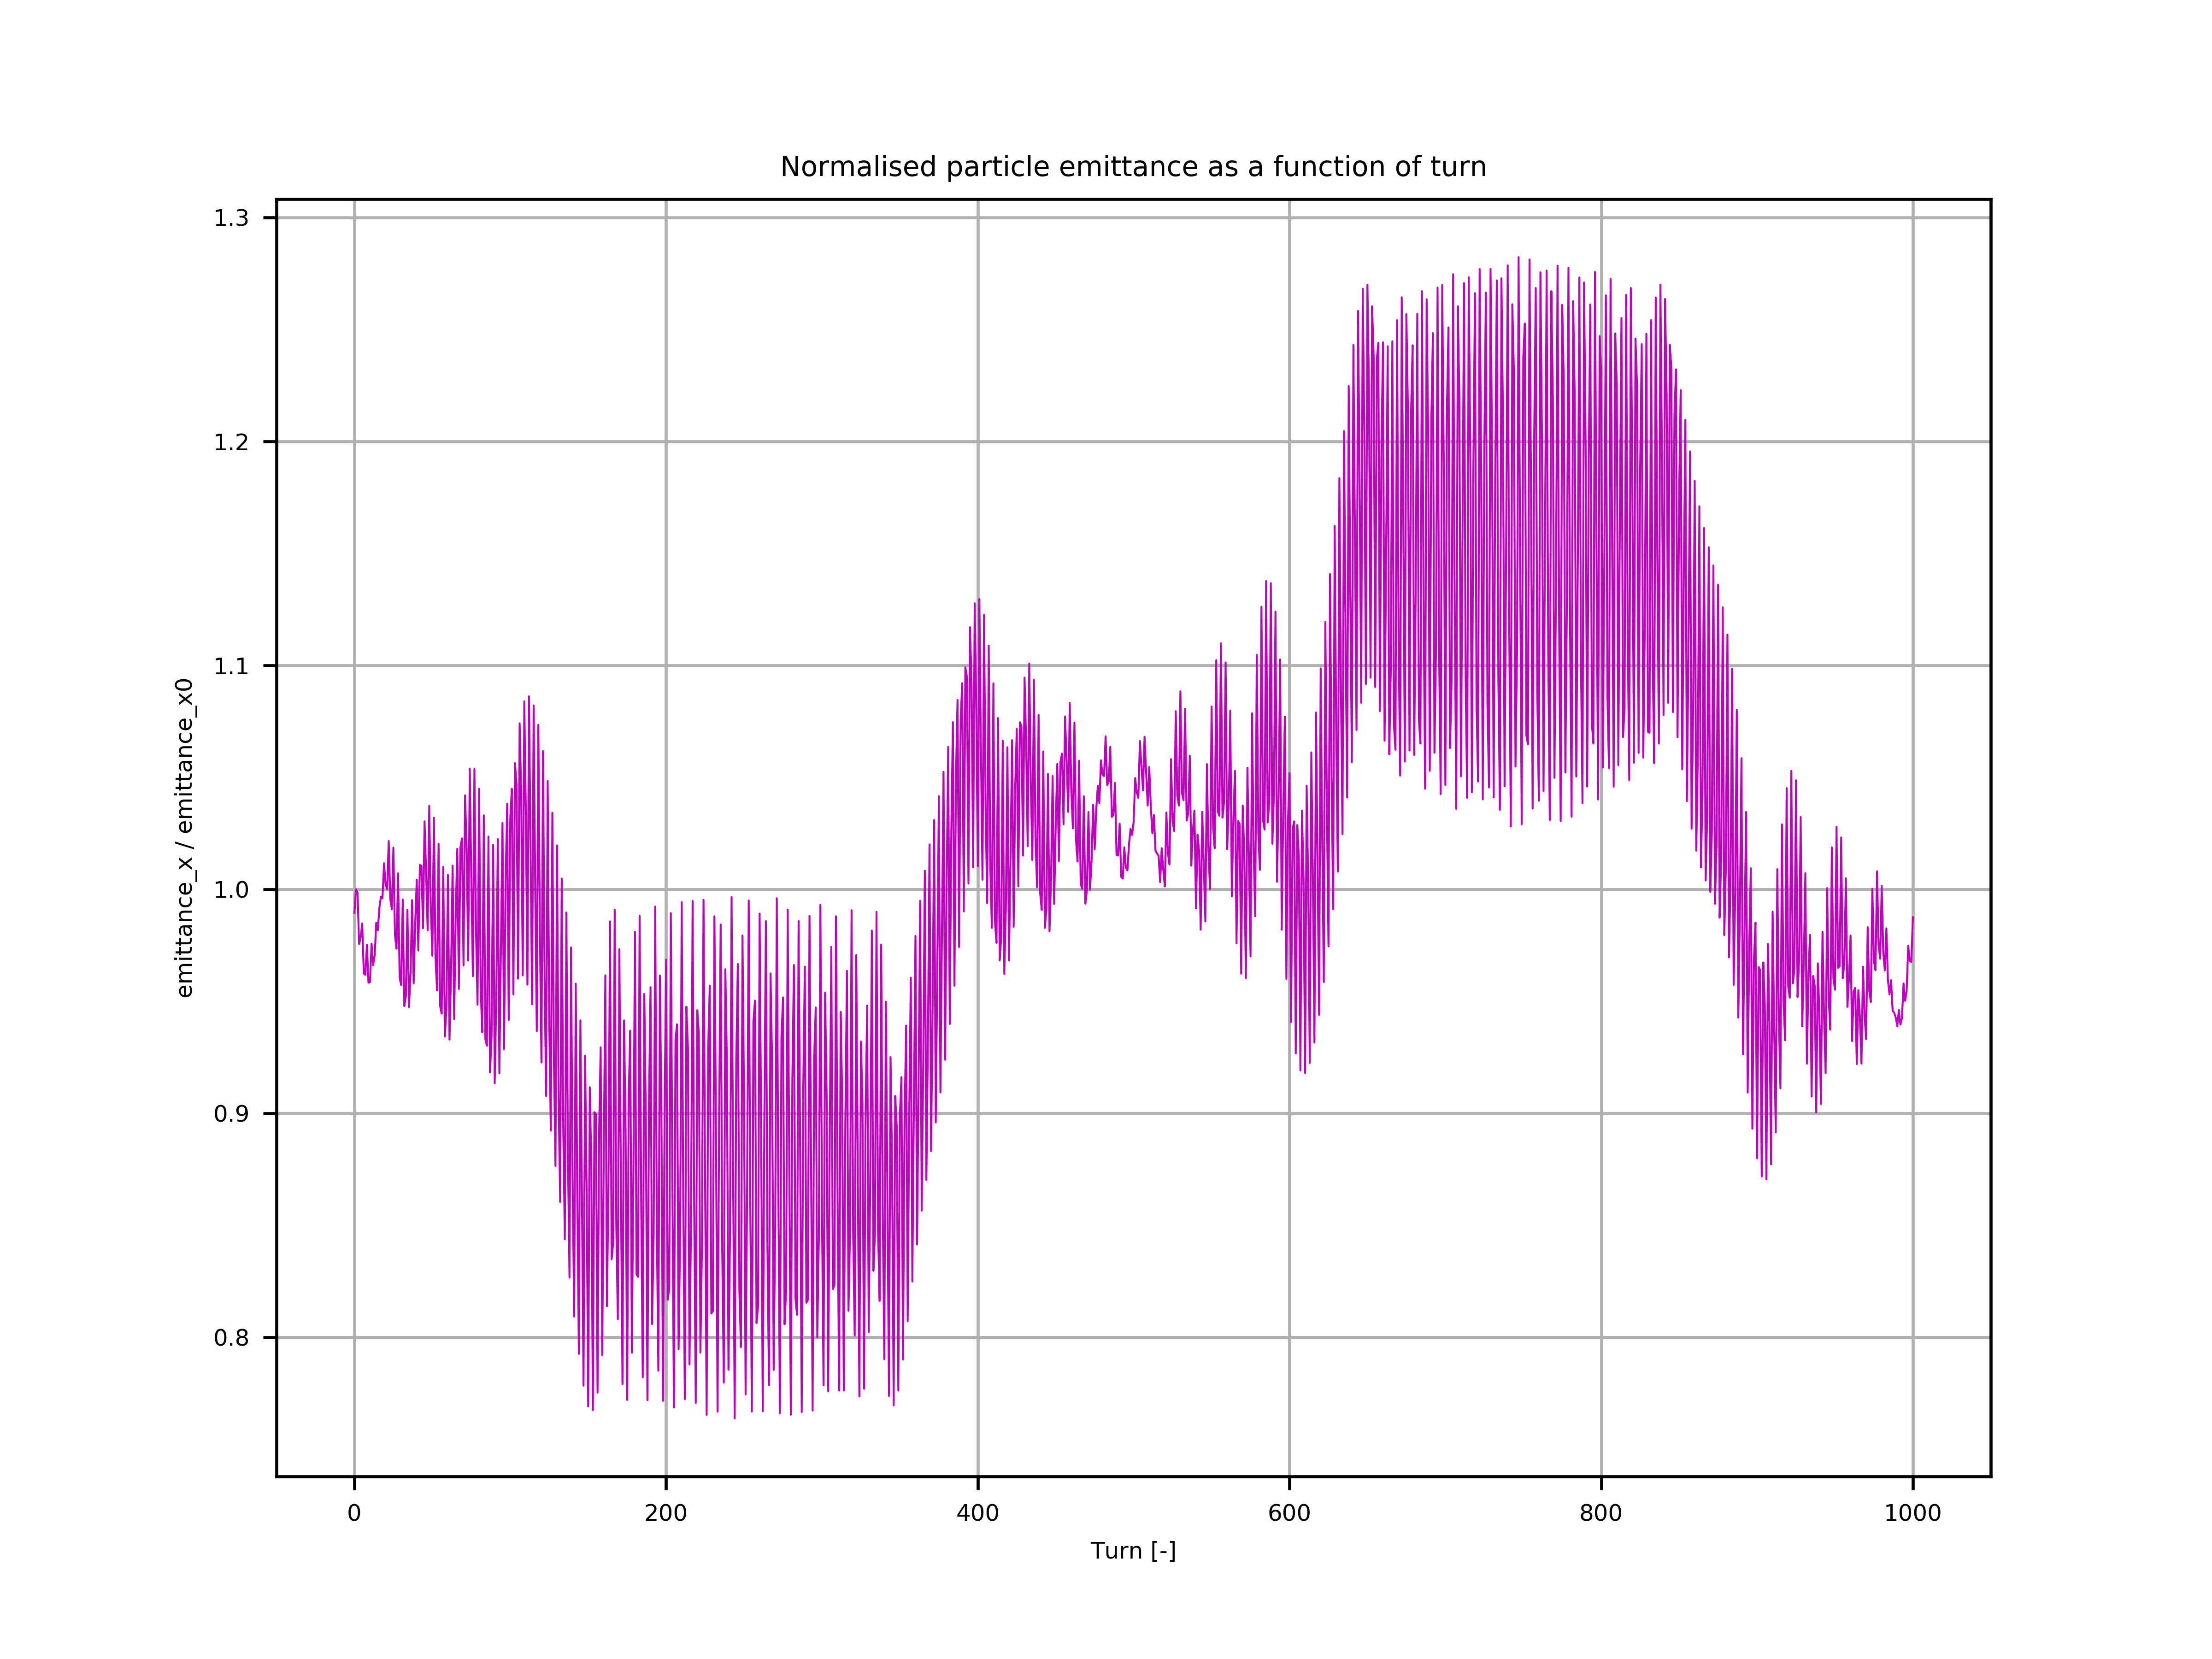 Normalised particle emittance as a function of turn
1.3
1.2
1.1
1.0
0.9
0.8
emittance_x / emittance_x0
0 200 400 600 800 1000
Turn [-]